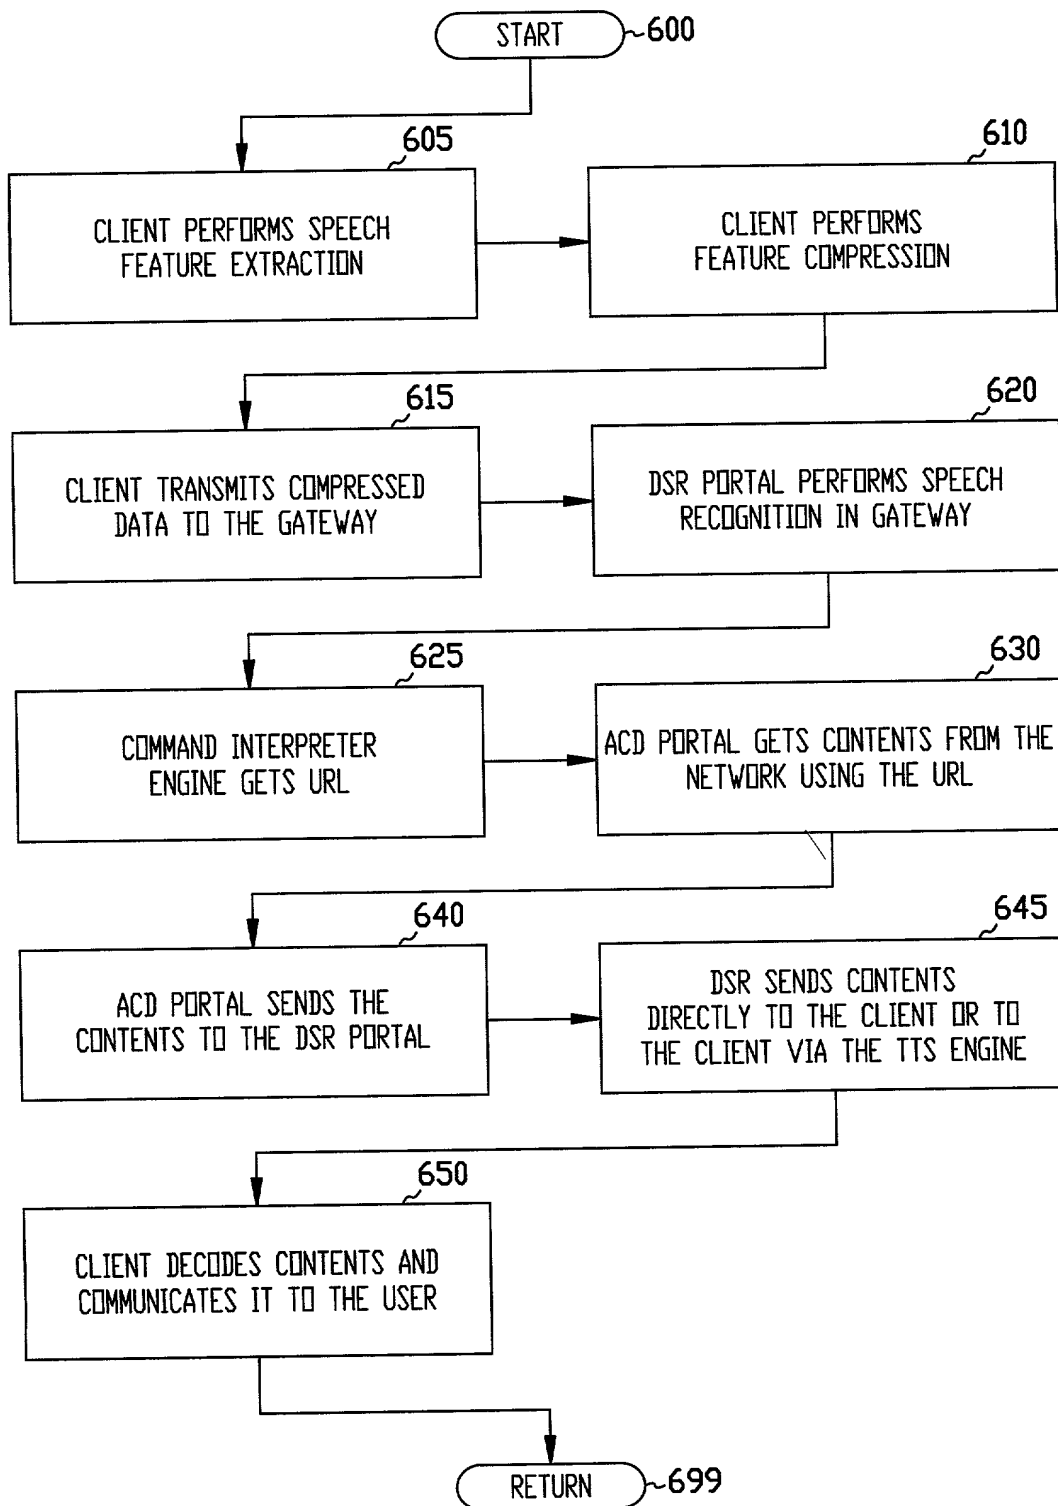 START
600
605
CLIENT PERFORMS SPEECH
FEATURE EXTRACTION
610
CLIENT PERFORMS
FEATURE COMPRESSION
615
CLIENT TRANSMITS COMPRESSED
DATA TO THE GATEWAY
620
DSR PORTAL PERFORMS SPEECH
RECOGNITION IN GATEWAY
625
COMMAND INTERPRETER
ENGINE GETS URL
630
ACD PORTAL GETS CONTENTS FROM THE
NETWORK USING THE URL
640
ACD PORTAL SENDS THE
CONTENTS TO THE DSR PORTAL
645
DSR SENDS CONTENTS
DIRECTLY TO THE CLIENT OR TO
THE CLIENT VIA THE TTS ENGINE
650
CLIENT DECODES CONTENTS AND
COMMUNICATES IT TO THE USER
RETURN
699